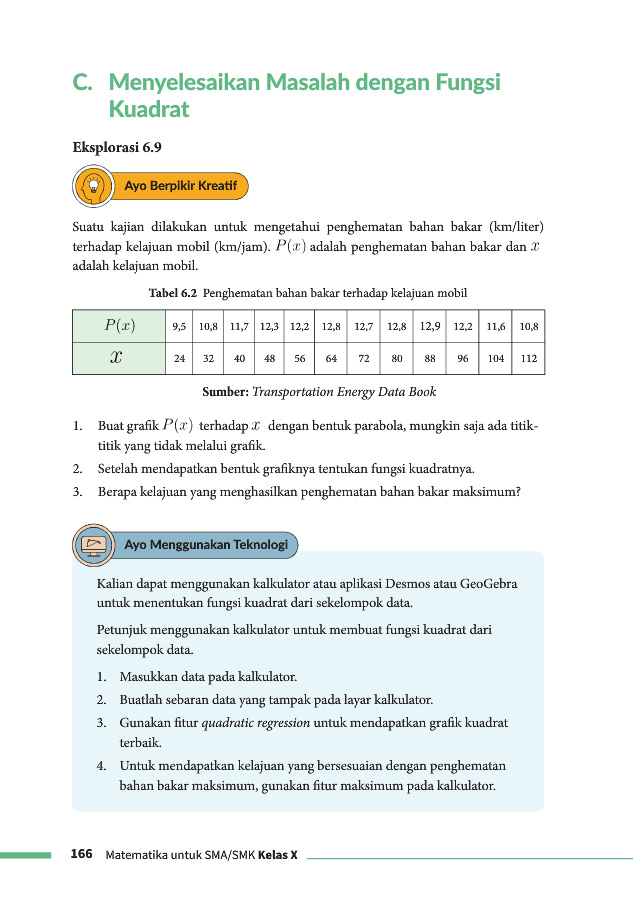 C. Menyelesaikan Masalah dengan Fungsi
Kuadrat
Eksplorasi 6.9
Ayo Berpikir Kreatif
Suatu kajian dilakukan untuk mengetahui penghematan bahan bakar (km/liter)
terhadap kelajuan mobil (km/jam). P(x) adalah penghematan bahan bakar dan x
adalah kelajuan mobil.
Tabel 6.2 Penghematan bahan bakar terhadap kelajuan mobil
P(x) 9,5 10,8 11,7 12,3 12,2 12,8 12,7 12,8 12,9 12,2 11,6 10,8
x 24 32 40 48 56 64 72 80 88 96 104 112
Sumber: Transportation Energy Data Book
1. Buat grafik P(x) terhadap x dengan bentuk parabola, mungkin saja ada titik-
titik yang tidak melalui grafik.
2. Setelah mendapatkan bentuk grafiknya tentukan fungsi kuadratnya.
3. Berapa kelajuan yang menghasilkan penghematan bahan bakar maksimum?
Ayo Menggunakan Teknologi
Kalian dapat menggunakan kalkulator atau aplikasi Desmos atau GeoGebra
untuk menentukan fungsi kuadrat dari sekelompok data.
Petunjuk menggunakan kalkulator untuk membuat fungsi kuadrat dari
sekelompok data.
1. Masukkan data pada kalkulator.
2. Buatlah sebaran data yang tampak pada layar kalkulator.
3. Gunakan fitur quadratic regression untuk mendapatkan grafik kuadrat
terbaik.
4. Untuk mendapatkan kelajuan yang bersesuaian dengan penghematan
bahan bakar maksimum, gunakan fitur maksimum pada kalkulator.
166 Matematika untuk SMA/SMK Kelas X